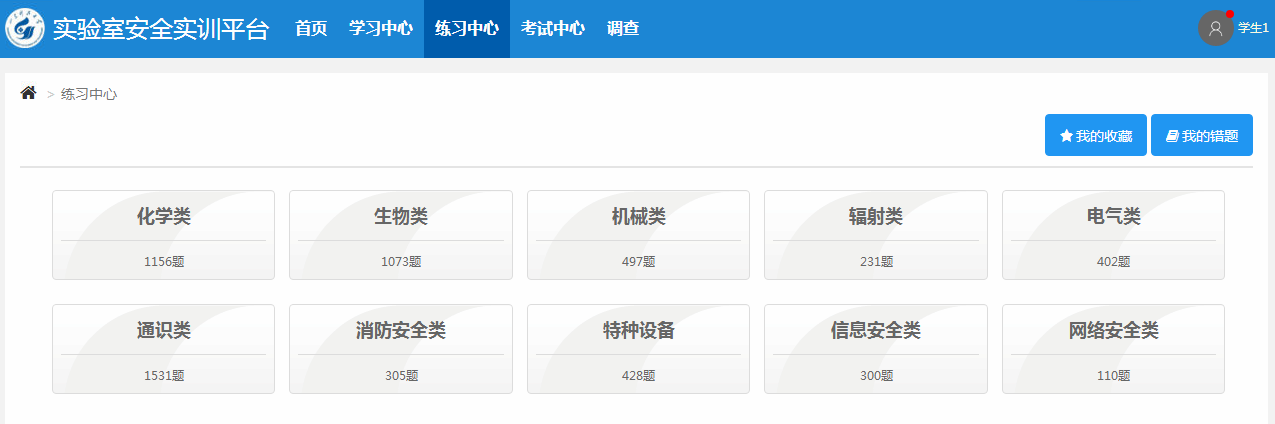 实验室安全实训平台 首页 学习中心 练习中心 考试中心 调查 学生1
> 练习中心
我的收藏 我的错题
化学类 生物类 机械类 辐射类 电气类
1156题 1073题 497题 231题 402题
通识类 消防安全类 特种设备 信息安全类 网络安全类
1531题 305题 428题 300题 110题